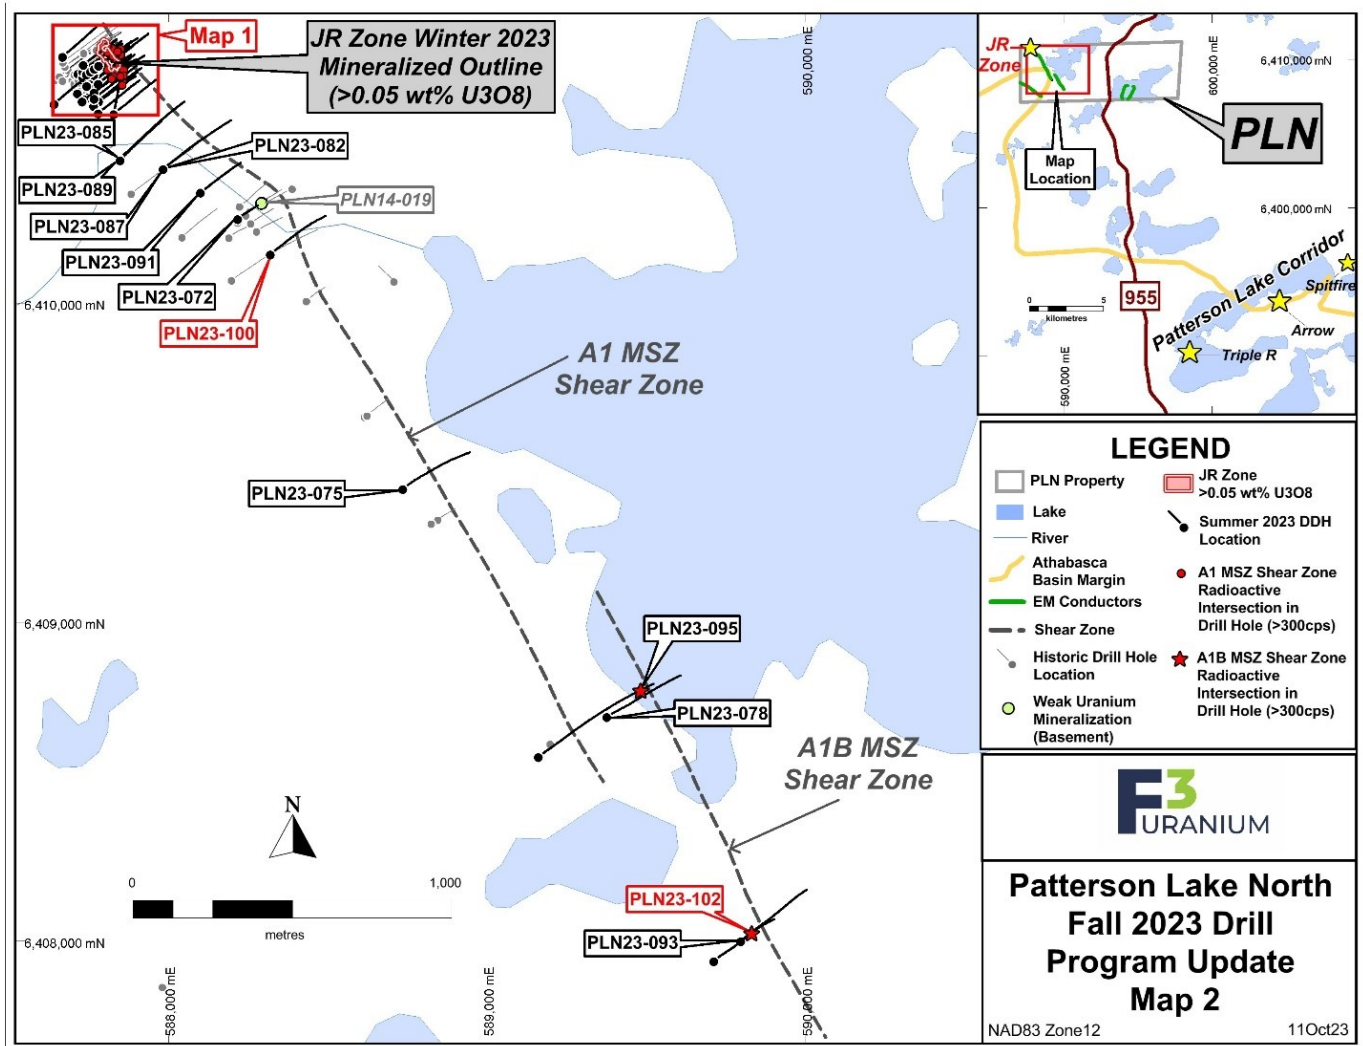 Map 1
JR Zone Winter 2023
Mineralized Outline
(>0.05 wt% U3O8)
PLN23-085
PLN23-082
PLN23-089
PLN14-019
PLN23-087
PLN23-091
PLN23-072
PLN23-100
6,410,000 mN
590,000 mE
A1 MSZ
Shear Zone
PLN23-075
6,409,000 mN
PLN23-095
PLN23-078
A1B MSZ
Shear Zone
N
0 1,000
metres
PLN23-102
PLN23-093
6,408,000 mN
588,000 mE
589,000 mE
590,000 mE
JR
Zone
600,000 mE
6,410,000 mN
PLN
Map
Location
6,400,000 mN
Patterson Lake Corridor
Spitfire
955
0 5
kilometres
Arrow
Triple R
590,000 mE
LEGEND
PLN Property
Lake
River
Athabasca
Basin Margin
EM Conductors
Shear Zone
Historic Drill Hole
Location
Weak Uranium
Mineralization
(Basement)
JR Zone
>0.05 wt% U3O8
Summer 2023 DDH
Location
A1 MSZ Shear Zone
Radioactive
Intersection in
Drill Hole (>300cps)
A1B MSZ Shear Zone
Radioactive
Intersection in
Drill Hole (>300cps)
F3
URANIUM
Patterson Lake North
Fall 2023 Drill
Program Update
Map 2
NAD83 Zone12 11Oct23